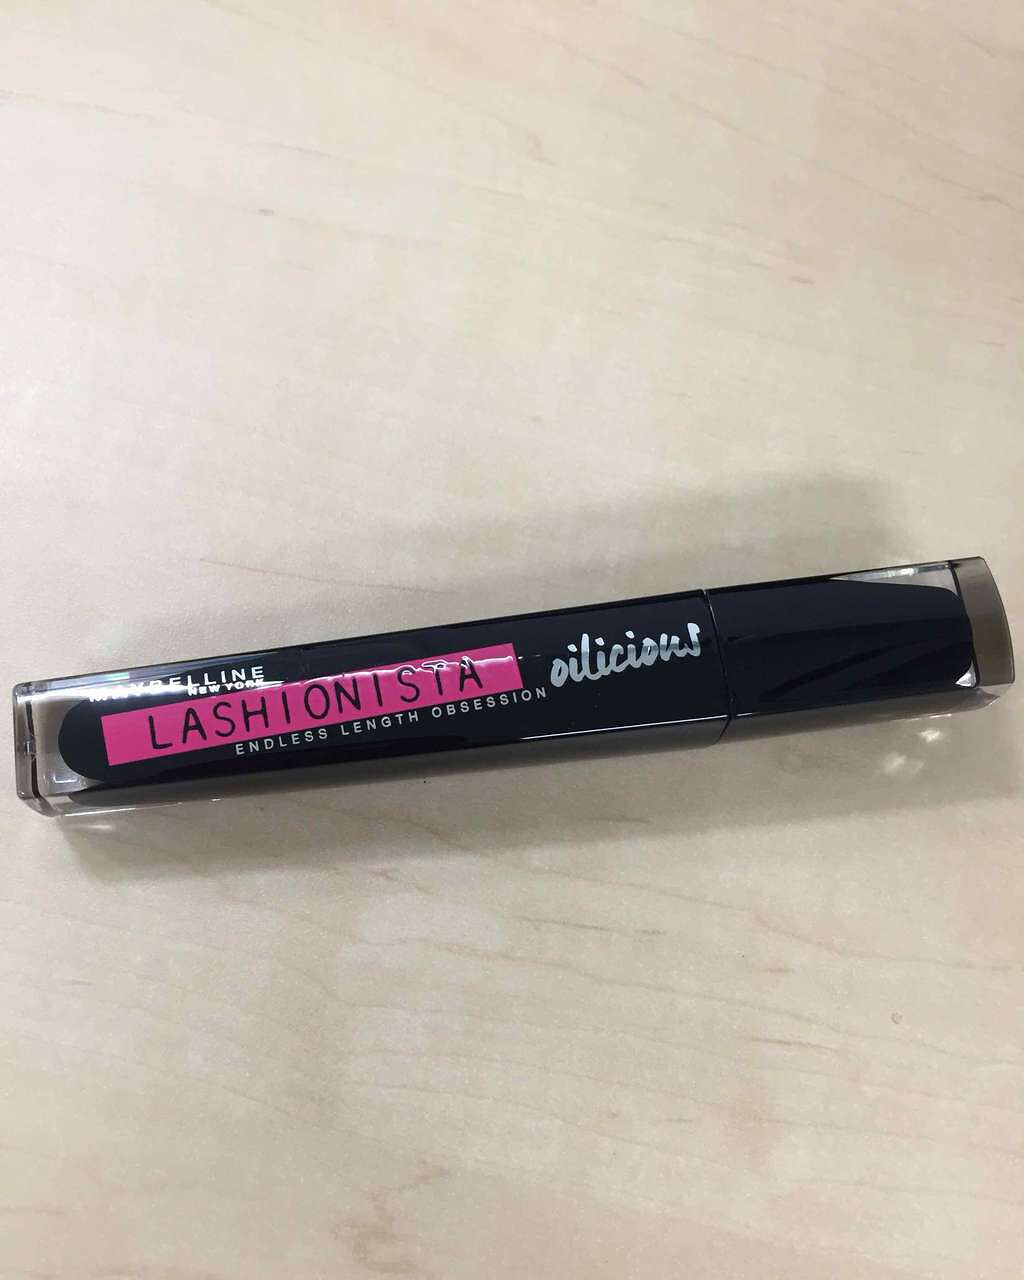 MAYBELLINE
NEW YORK
LASHIONISTA
ENDLESS LENGTH OBSESSION
oilicious